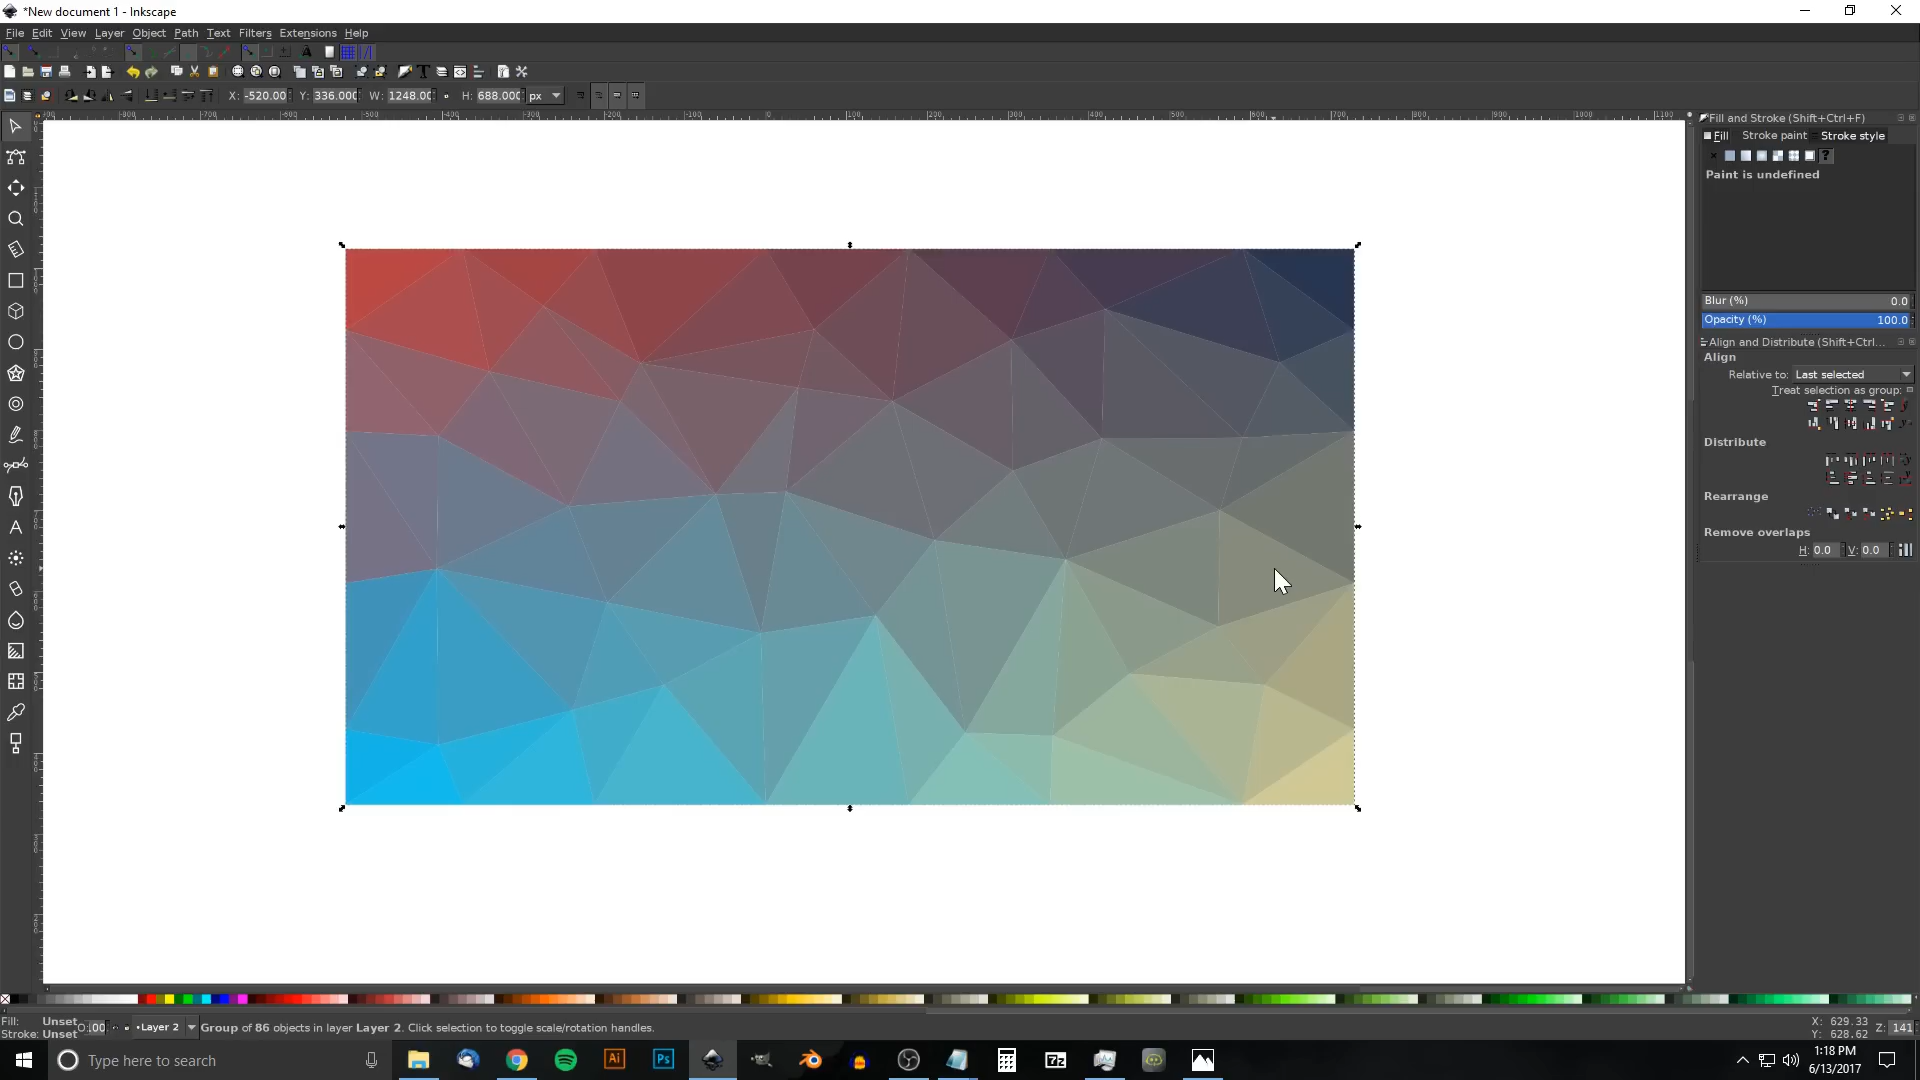 *New document 1 - Inkscape
File Edit View Layer Object Path Text Filters Extensions Help
X: -520.00 Y: 336.000 W: 1248.00 H: 688.000 px
Fill and Stroke (Shift+Ctrl+F)
Fill Stroke paint Stroke style
Paint is undefined
Blur (%) 0.0
Opacity (%) 100.0
Align and Distribute (Shift+Ctrl...
Align
Relative to: Last selected
Treat selection as group:
Distribute
Rearrange
Remove overlaps
H: 0.0 V: 0.0
Fill: Unset
Stroke: Unset
Layer 2
Group of 86 objects in layer Layer 2. Click selection to toggle scale/rotation handles.
X: 629.33
Y: 628.62
Z: 141
Type here to search
Ai
Ps
7z
1:18 PM
6/13/2017